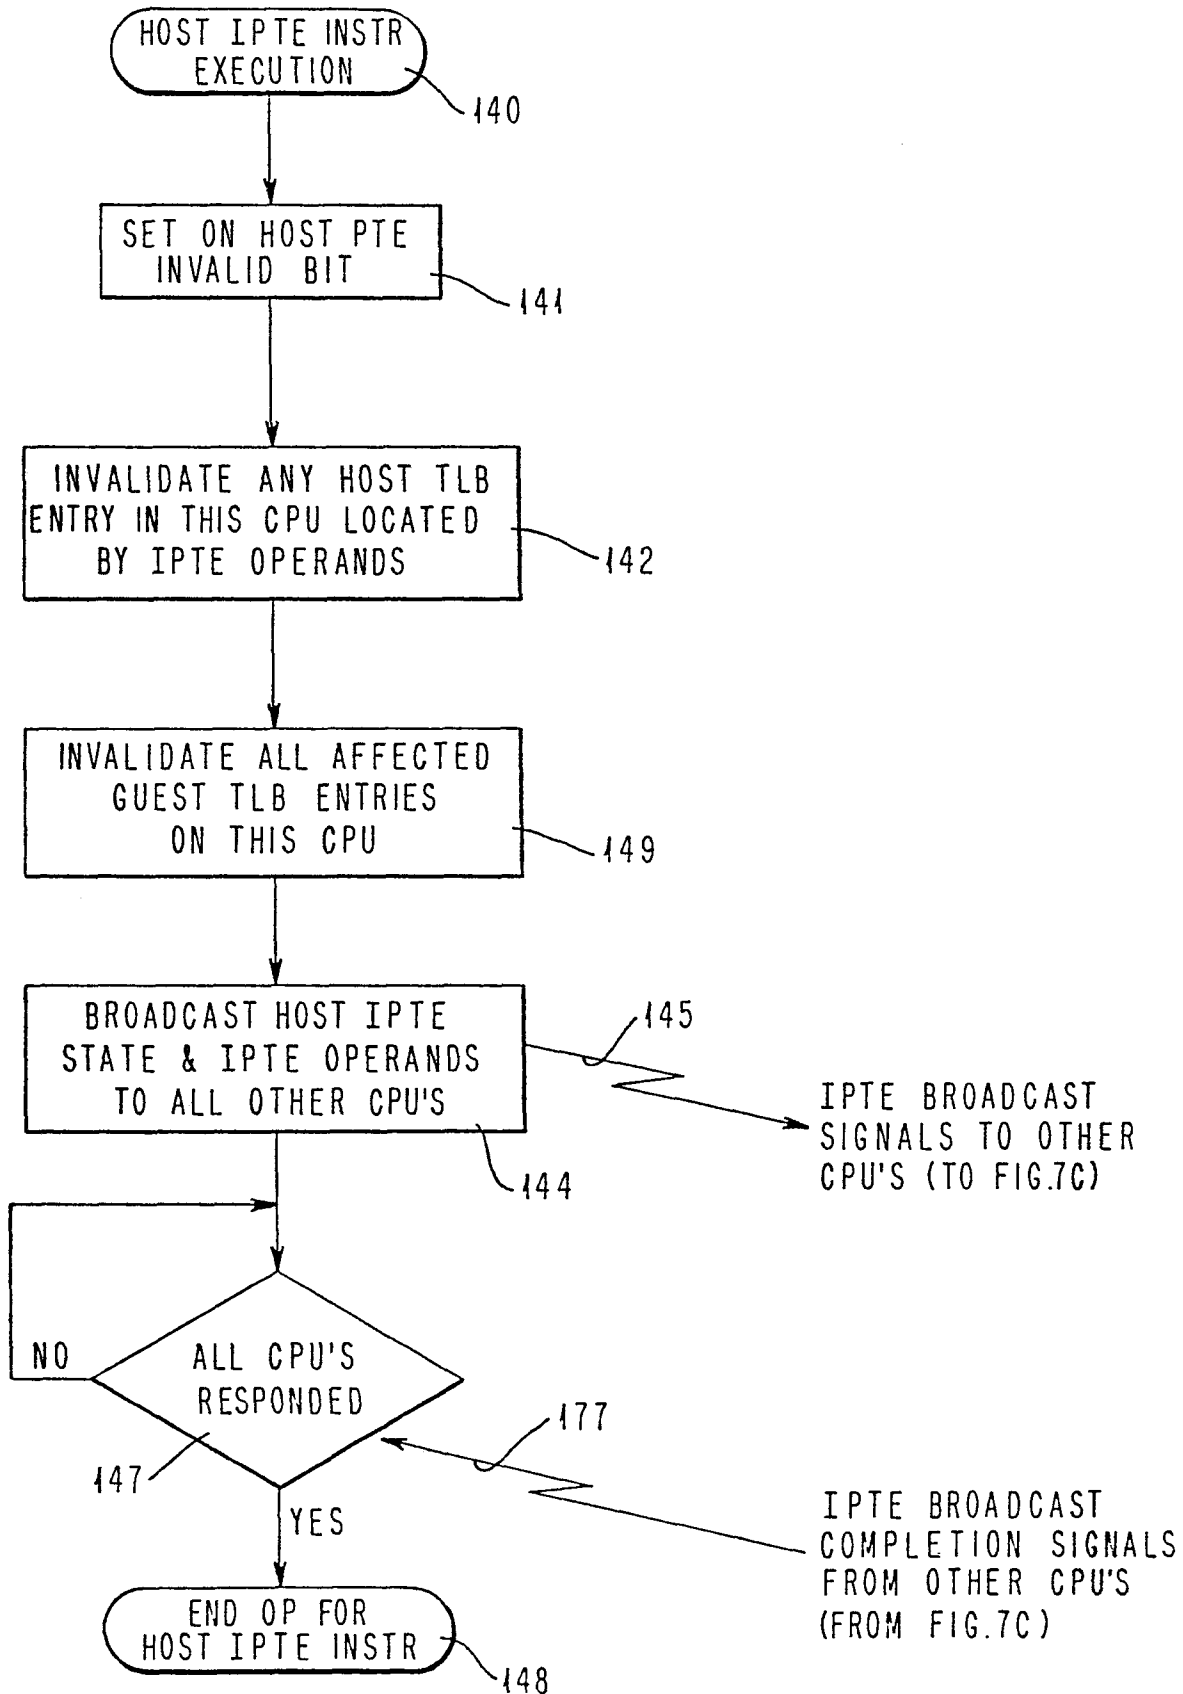 HOST IPTE INSTR
EXECUTION
140
SET ON HOST PTE
INVALID BIT
141
INVALIDATE ANY HOST TLB
ENTRY IN THIS CPU LOCATED
BY IPTE OPERANDS
142
INVALIDATE ALL AFFECTED
GUEST TLB ENTRIES
ON THIS CPU
149
BROADCAST HOST IPTE
STATE & IPTE OPERANDS
TO ALL OTHER CPU'S
144
145
IPTE BROADCAST
SIGNALS TO OTHER
CPU'S (TO FIG.7C)
NO
ALL CPU'S
RESPONDED
147
177
IPTE BROADCAST
COMPLETION SIGNALS
FROM OTHER CPU'S
(FROM FIG.7C)
YES
END OP FOR
HOST IPTE INSTR
148